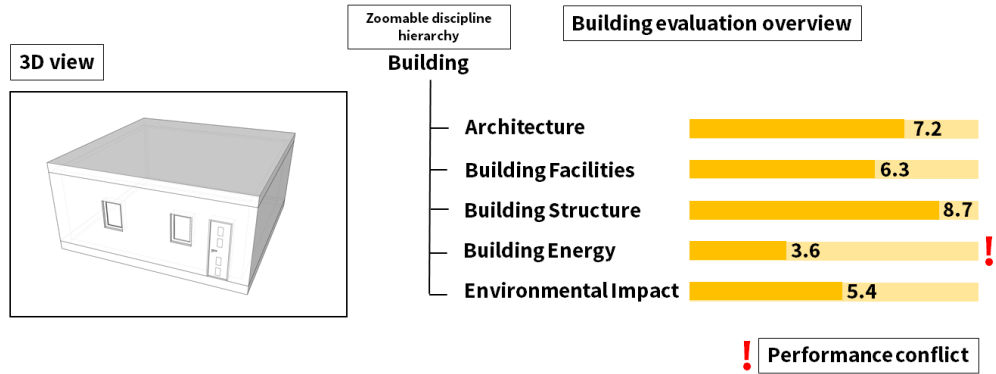 Zoomable discipline
hierarchy
Building evaluation overview
3D view
Building
Architecture
7.2
Building Facilities
6.3
Building Structure
8.7
Building Energy
3.6
!
Environmental Impact
5.4
! Performance conflict